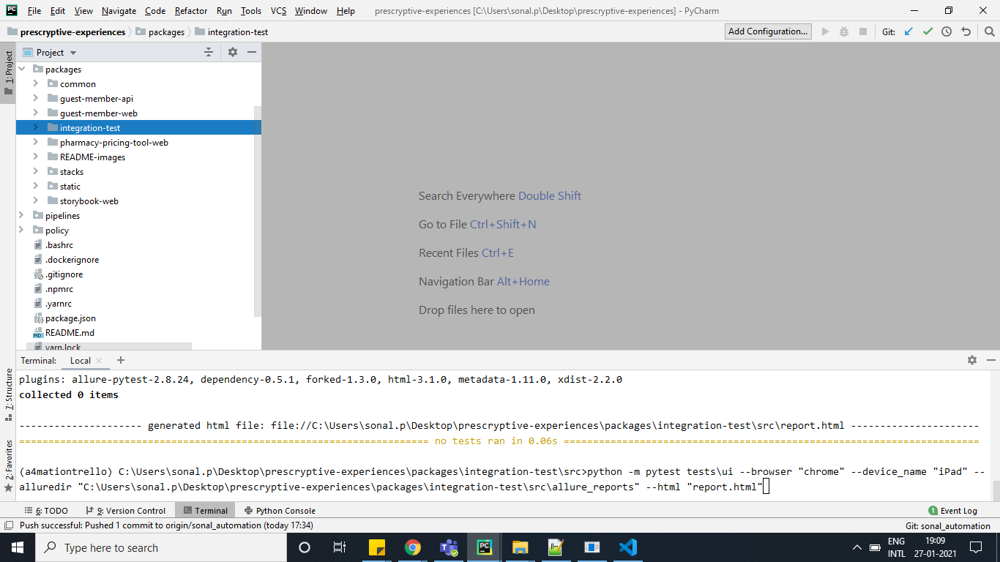 PC File Edit View Navigate Code Refactor Run Tools VCS Window Help prescryptive-experiences [C:\Users\sonal.p\Desktop\prescryptive-experiences] - PyCharm
prescryptive-experiences packages integration-test Add Configuration... Git:
1: Project
Project
packages
common
guest-member-api
guest-member-web
integration-test
pharmacy-pricing-tool-web
README-images
stacks
static
storybook-web
pipelines
policy
.bashrc
.dockerignore
.gitignore
.npmrc
.yarnrc
package.json
README.md
yarn.lock
Search Everywhere Double Shift
Go to File Ctrl+Shift+N
Recent Files Ctrl+E
Navigation Bar Alt+Home
Drop files here to open
7: Structure
2: Favorites
Terminal: Local
plugins: allure-pytest-2.8.24, dependency-0.5.1, forked-1.3.0, html-3.1.0, metadata-1.11.0, xdist-2.2.0
collected 0 items
--------------------- generated html file: file://C:\Users\sonal.p\Desktop\prescryptive-experiences\packages\integration-test\src\report.html ----------------------
====================================================================== no tests ran in 0.06s =======================================================================
(a4mationtrello) C:\Users\sonal.p\Desktop\prescryptive-experiences\packages\integration-test\src>python -m pytest tests\ui --browser "chrome" --device_name "iPad" --
alluredir "C:\Users\sonal.p\Desktop\prescryptive-experiences\packages\integration-test\src\allure_reports" --html "report.html"
6: TODO 9: Version Control Terminal Python Console 1 Event Log
Push successful: Pushed 1 commit to origin/sonal_automation (today 17:34) Git: sonal_automation
Type here to search
ENG 19:09
INTL 27-01-2021